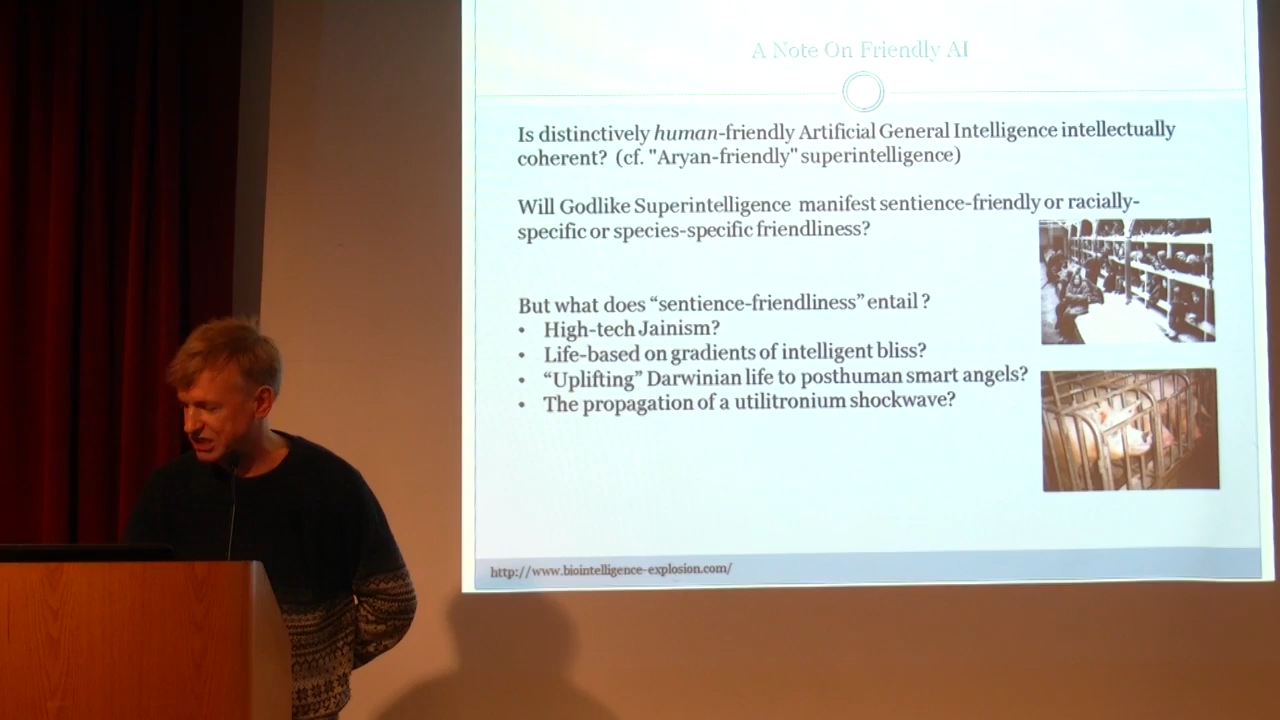 A Note On Friendly AI
Is distinctively human-friendly Artificial General Intelligence intellectually
coherent? (cf. "Aryan-friendly" superintelligence)
Will Godlike Superintelligence manifest sentience-friendly or racially-
specific or species-specific friendliness?
But what does “sentience-friendliness” entail ?
• High-tech Jainism?
• Life-based on gradients of intelligent bliss?
• “Uplifting” Darwinian life to posthuman smart angels?
• The propagation of a utilitronium shockwave?
http://www.biointelligence-explosion.com/